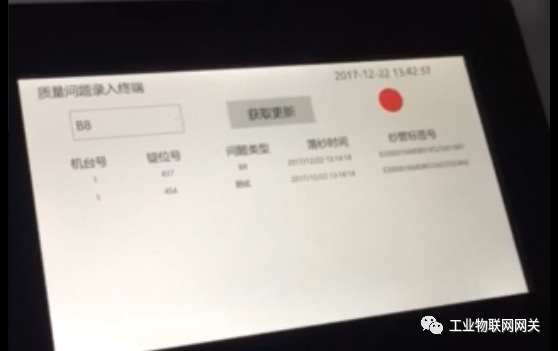 质量问题录入终端
2017-12-22 13:42:51
B8
获取更新
机台号 锭位号 问题类型 落纱时间 纱管标签号
1 437 B8 2017/12/22 13:14:14
1 454 测试 2017/12/22 13:14:14
工业物联网网关